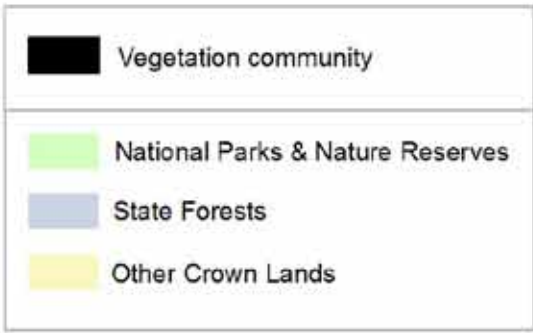 Vegetation community
National Parks & Nature Reserves
State Forests
Other Crown Lands